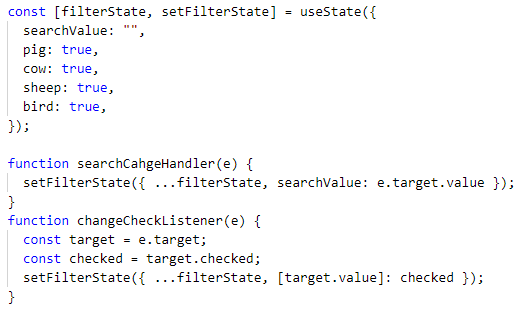 const [filterState, setFilterState] = useState({
  searchValue: "",
  pig: true,
  cow: true,
  sheep: true,
  bird: true,
});

function searchCahgeHandler(e) {
  setFilterState({ ...filterState, searchValue: e.target.value });
}
function changeCheckListener(e) {
  const target = e.target;
  const checked = target.checked;
  setFilterState({ ...filterState, [target.value]: checked });
}